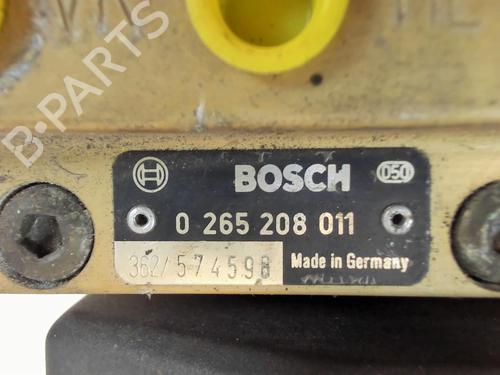 BOSCH 050
0 265 208 011
362/574598 Made in Germany
B-PARTS